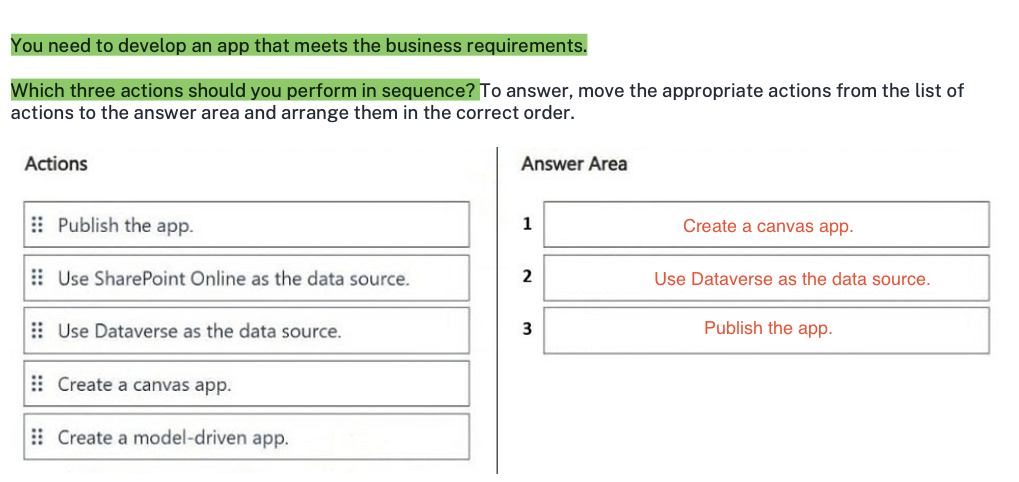 You need to develop an app that meets the business requirements.
Which three actions should you perform in sequence? To answer, move the appropriate actions from the list of
actions to the answer area and arrange them in the correct order.
Actions
Publish the app.
Use SharePoint Online as the data source.
Use Dataverse as the data source.
Create a canvas app.
Create a model-driven app.
Answer Area
1 Create a canvas app.
2 Use Dataverse as the data source.
3 Publish the app.